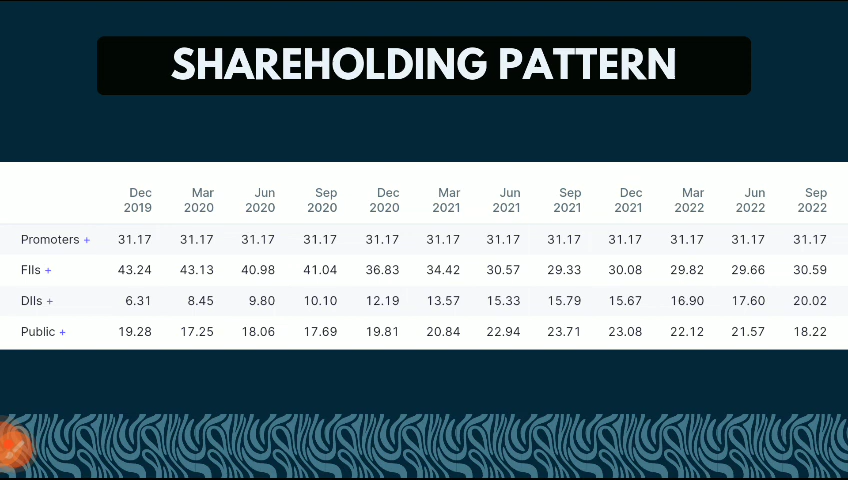 SHAREHOLDING PATTERN
Dec Mar Jun Sep Dec Mar Jun Sep Dec Mar Jun Sep
2019 2020 2020 2020 2020 2021 2021 2021 2021 2022 2022 2022
Promoters + 31.17 31.17 31.17 31.17 31.17 31.17 31.17 31.17 31.17 31.17 31.17 31.17
FIIs + 43.24 43.13 40.98 41.04 36.83 34.42 30.57 29.33 30.08 29.82 29.66 30.59
DIIs + 6.31 8.45 9.80 10.10 12.19 13.57 15.33 15.79 15.67 16.90 17.60 20.02
Public + 19.28 17.25 18.06 17.69 19.81 20.84 22.94 23.71 23.08 22.12 21.57 18.22